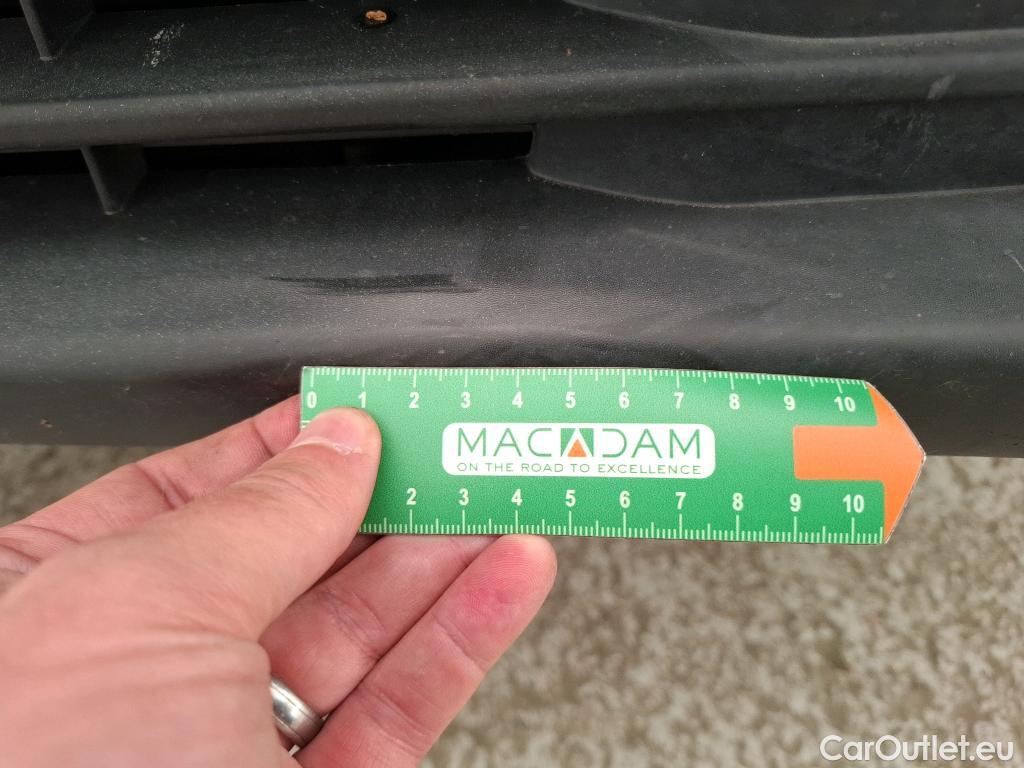 0 1 2 3 4 5 6 7 8 9 10
MACADAM
ON THE ROAD TO EXCELLENCE
2 3 4 5 6 7 8 9 10
CarOutlet.eu